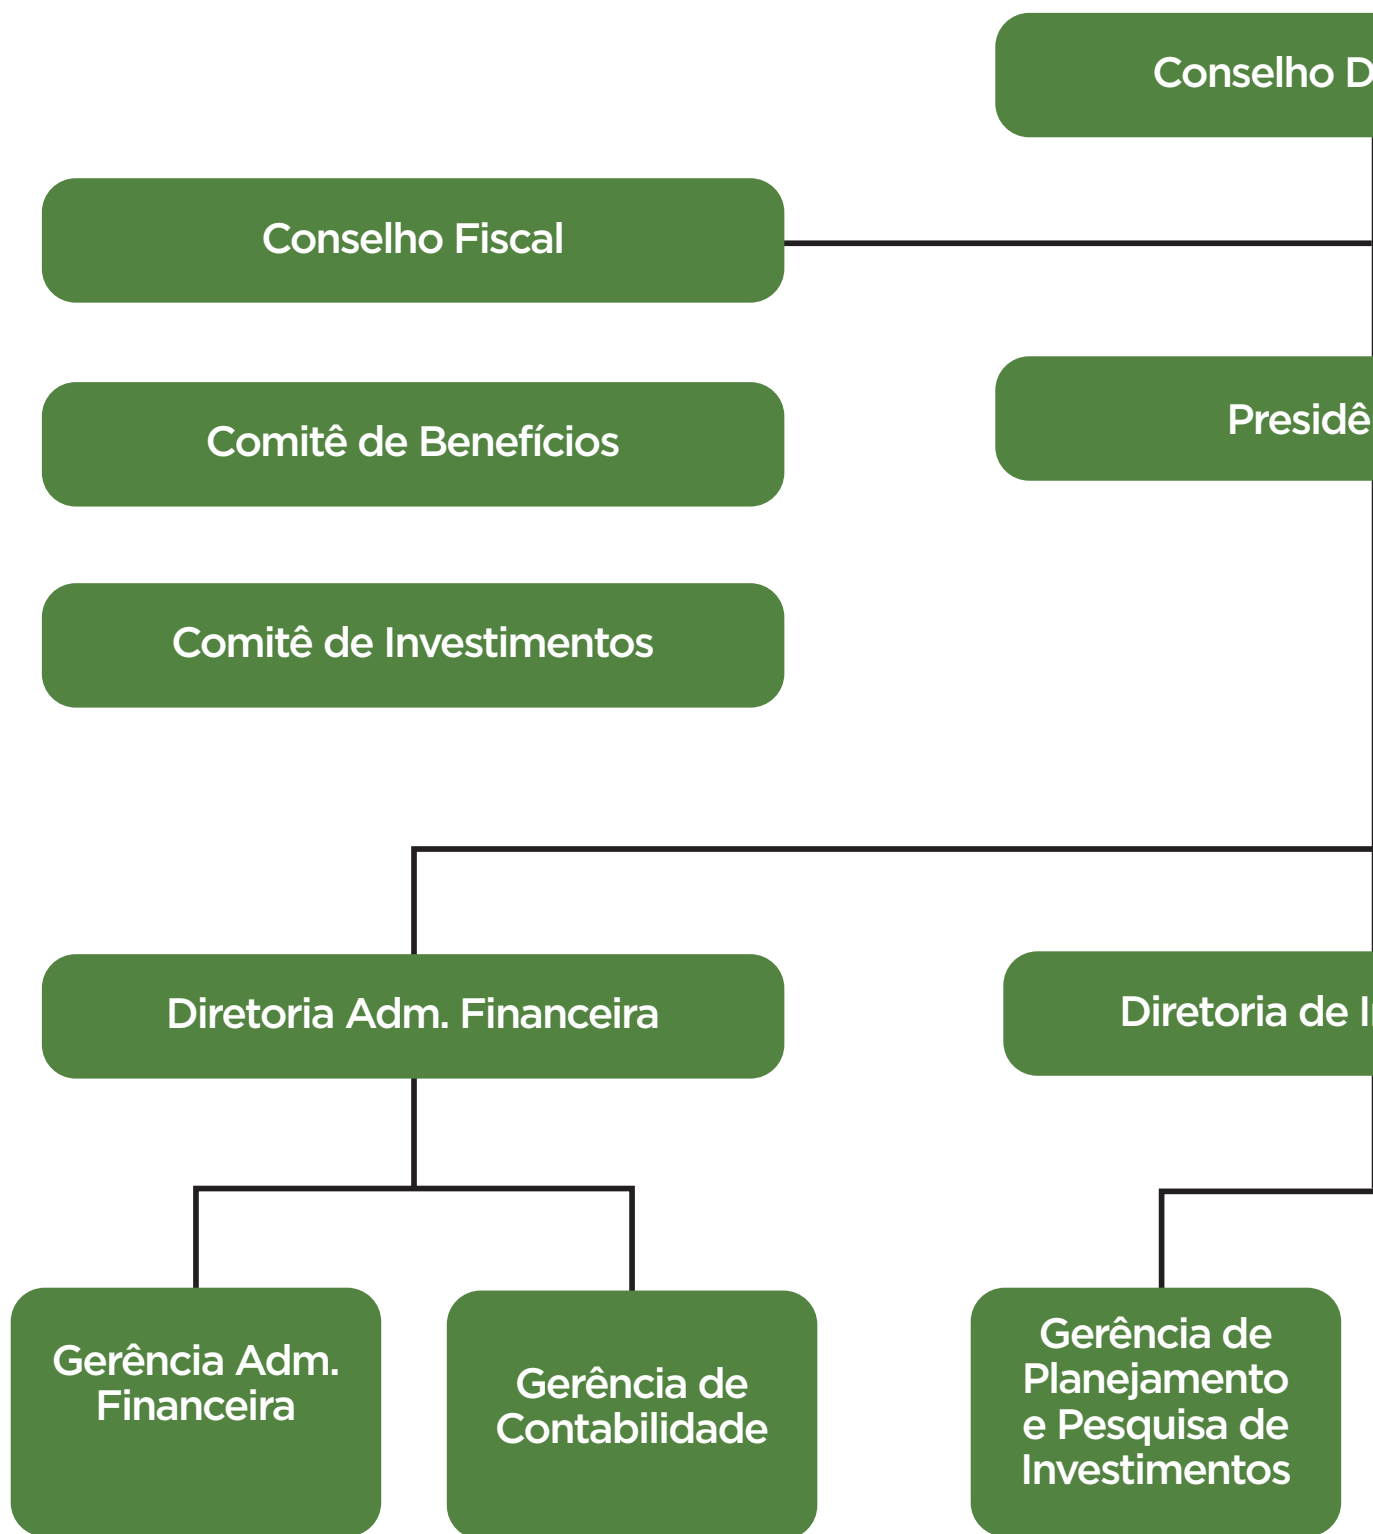 Conselho
Conselho Fiscal
Comitê de Benefícios
Comitê de Investimentos
Diretoria Adm. Financeira
Diretoria de
Gerência Adm.
Financeira
Gerência de
Contabilidade
Gerência de
Planejamento
e Pesquisa de
Investimentos